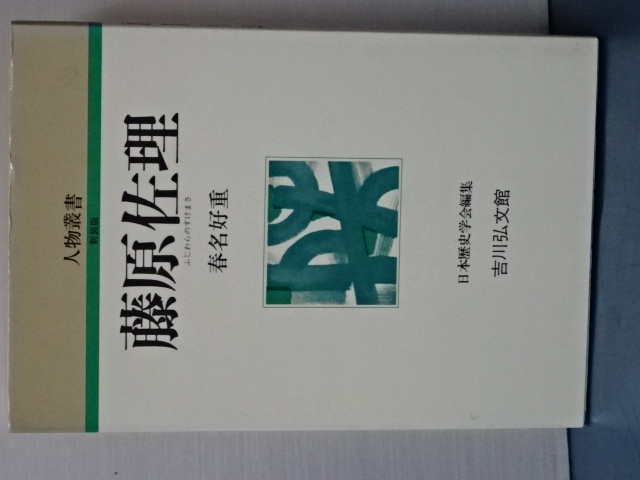 人物叢書
新装版
藤原佐理
ふじわらのすけまさ
春名好重
日本歴史学会編集
吉川弘文館